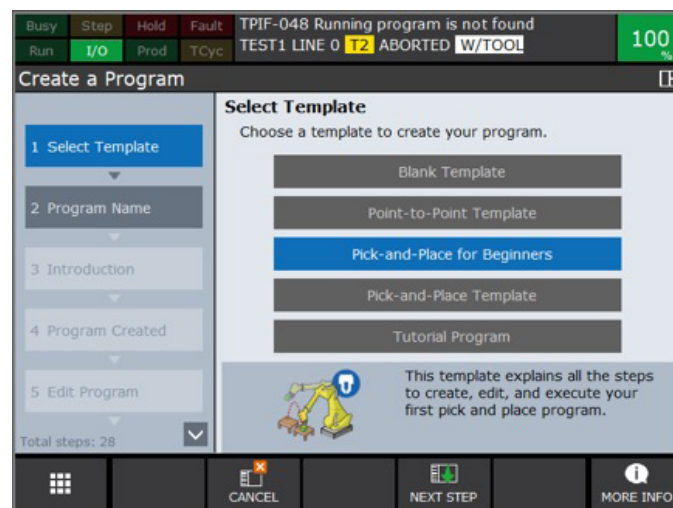 Busy Step Hold Fault TPIF-048 Running program is not found
Run I/O Prod TCyc TEST1 LINE 0 T2 ABORTED W/TOOL 100 %
Create a Program
Select Template
Choose a template to create your program.
1 Select Template
2 Program Name
3 Introduction
4 Program Created
5 Edit Program
Total steps: 28
Blank Template
Point-to-Point Template
Pick-and-Place for Beginners
Pick-and-Place Template
Tutorial Program
This template explains all the steps
to create, edit, and execute your
first pick and place program.
CANCEL NEXT STEP MORE INFO